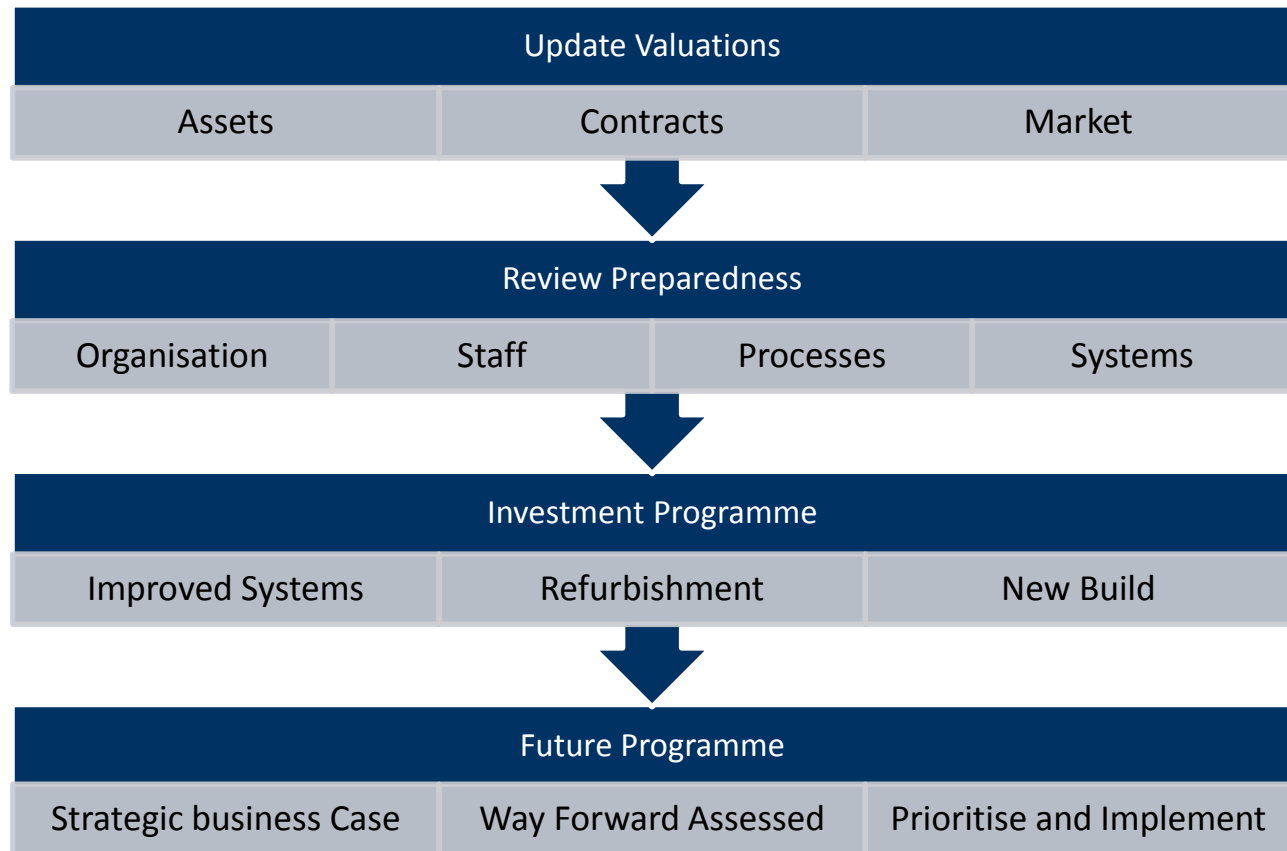 Update Valuations
Assets Contracts Market
Review Preparedness
Organisation Staff Processes Systems
Investment Programme
Improved Systems Refurbishment New Build
Future Programme
Strategic business Case Way Forward Assessed Prioritise and Implement